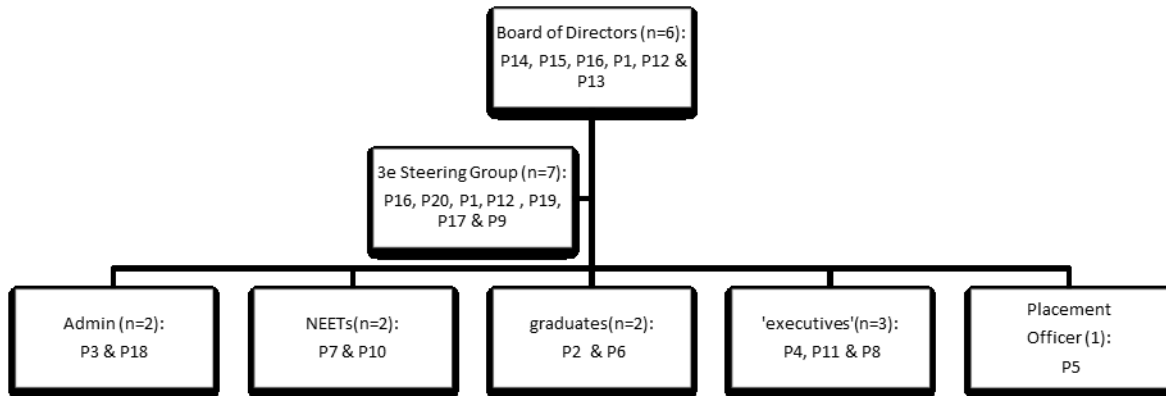 Board of Directors (n=6):
P14, P15, P16, P1, P12 &
P13
3e Steering Group (n=7):
P16, P20, P1, P12 , P19,
P17 & P9
Admin (n=2):
P3 & P18
NEETs(n=2):
P7 & P10
graduates(n=2):
P2 & P6
'executives'(n=3):
P4, P11 & P8
Placement
Officer (1):
P5